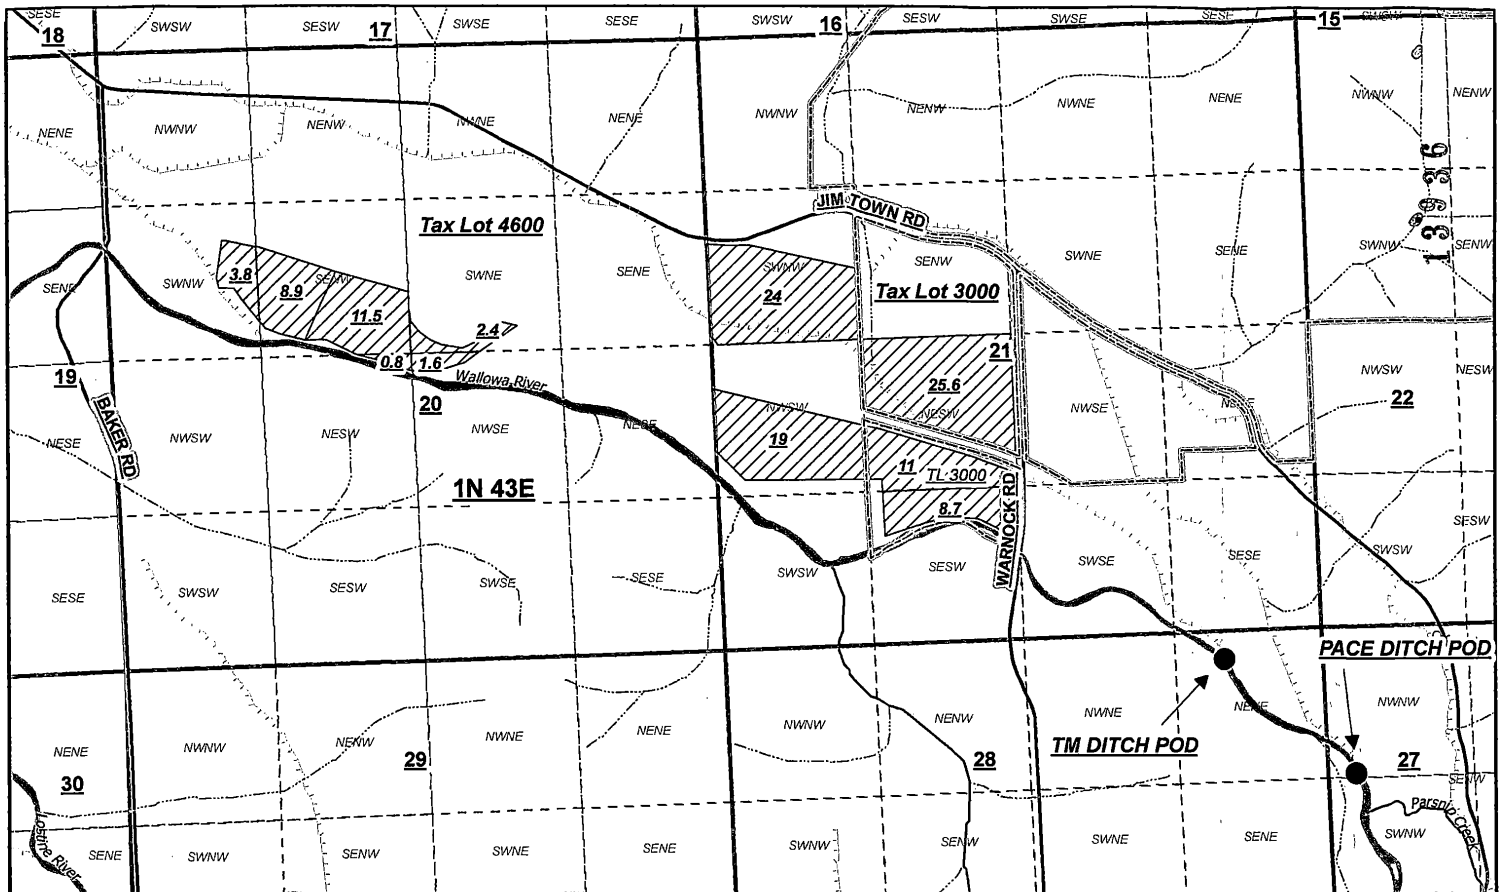 SESE
SWSW
SESW
SWSE
SESE
SWSW
SESW
SWSE
SESE
SWSW
18
17
16
15
NENE
NWNW
NENW
NWNE
NENE
NWNW
NENW
NWNE
NENE
NWNW
NENW
13936
JIM TOWN RD
Tax Lot 4600
SENE
SWNW
3.8
8.9
SENW
11.5
SWNE
2.4
SENE
SWNW
24
SENW
Tax Lot 3000
SWNE
SENE
SWNW
SENW
0.8
1.6
Wallowa River
21
19
20
25.6
NESW
NWSW
19
NWSE
NESE
NWSW
NESW
22
BAKER RD
NESE
NWSW
NESW
NWSE
NESE
11
TL 3000
8.7
WARNOCK RD
1N 43E
SESE
SWSW
SESW
SWSE
SESE
SWSW
SESW
SWSE
SESE
SWSW
SESW
PACE DITCH POD
TM DITCH POD
NENE
NWNW
NENW
NWNE
NENE
NWNW
NENW
NWNE
NENE
NWNW
30
29
28
27
Lostine River
Parsnip Creek
SENE
SWNW
SENW
SWNE
SENE
SWNW
SENW
SWNE
SENE
SWNW
SENW